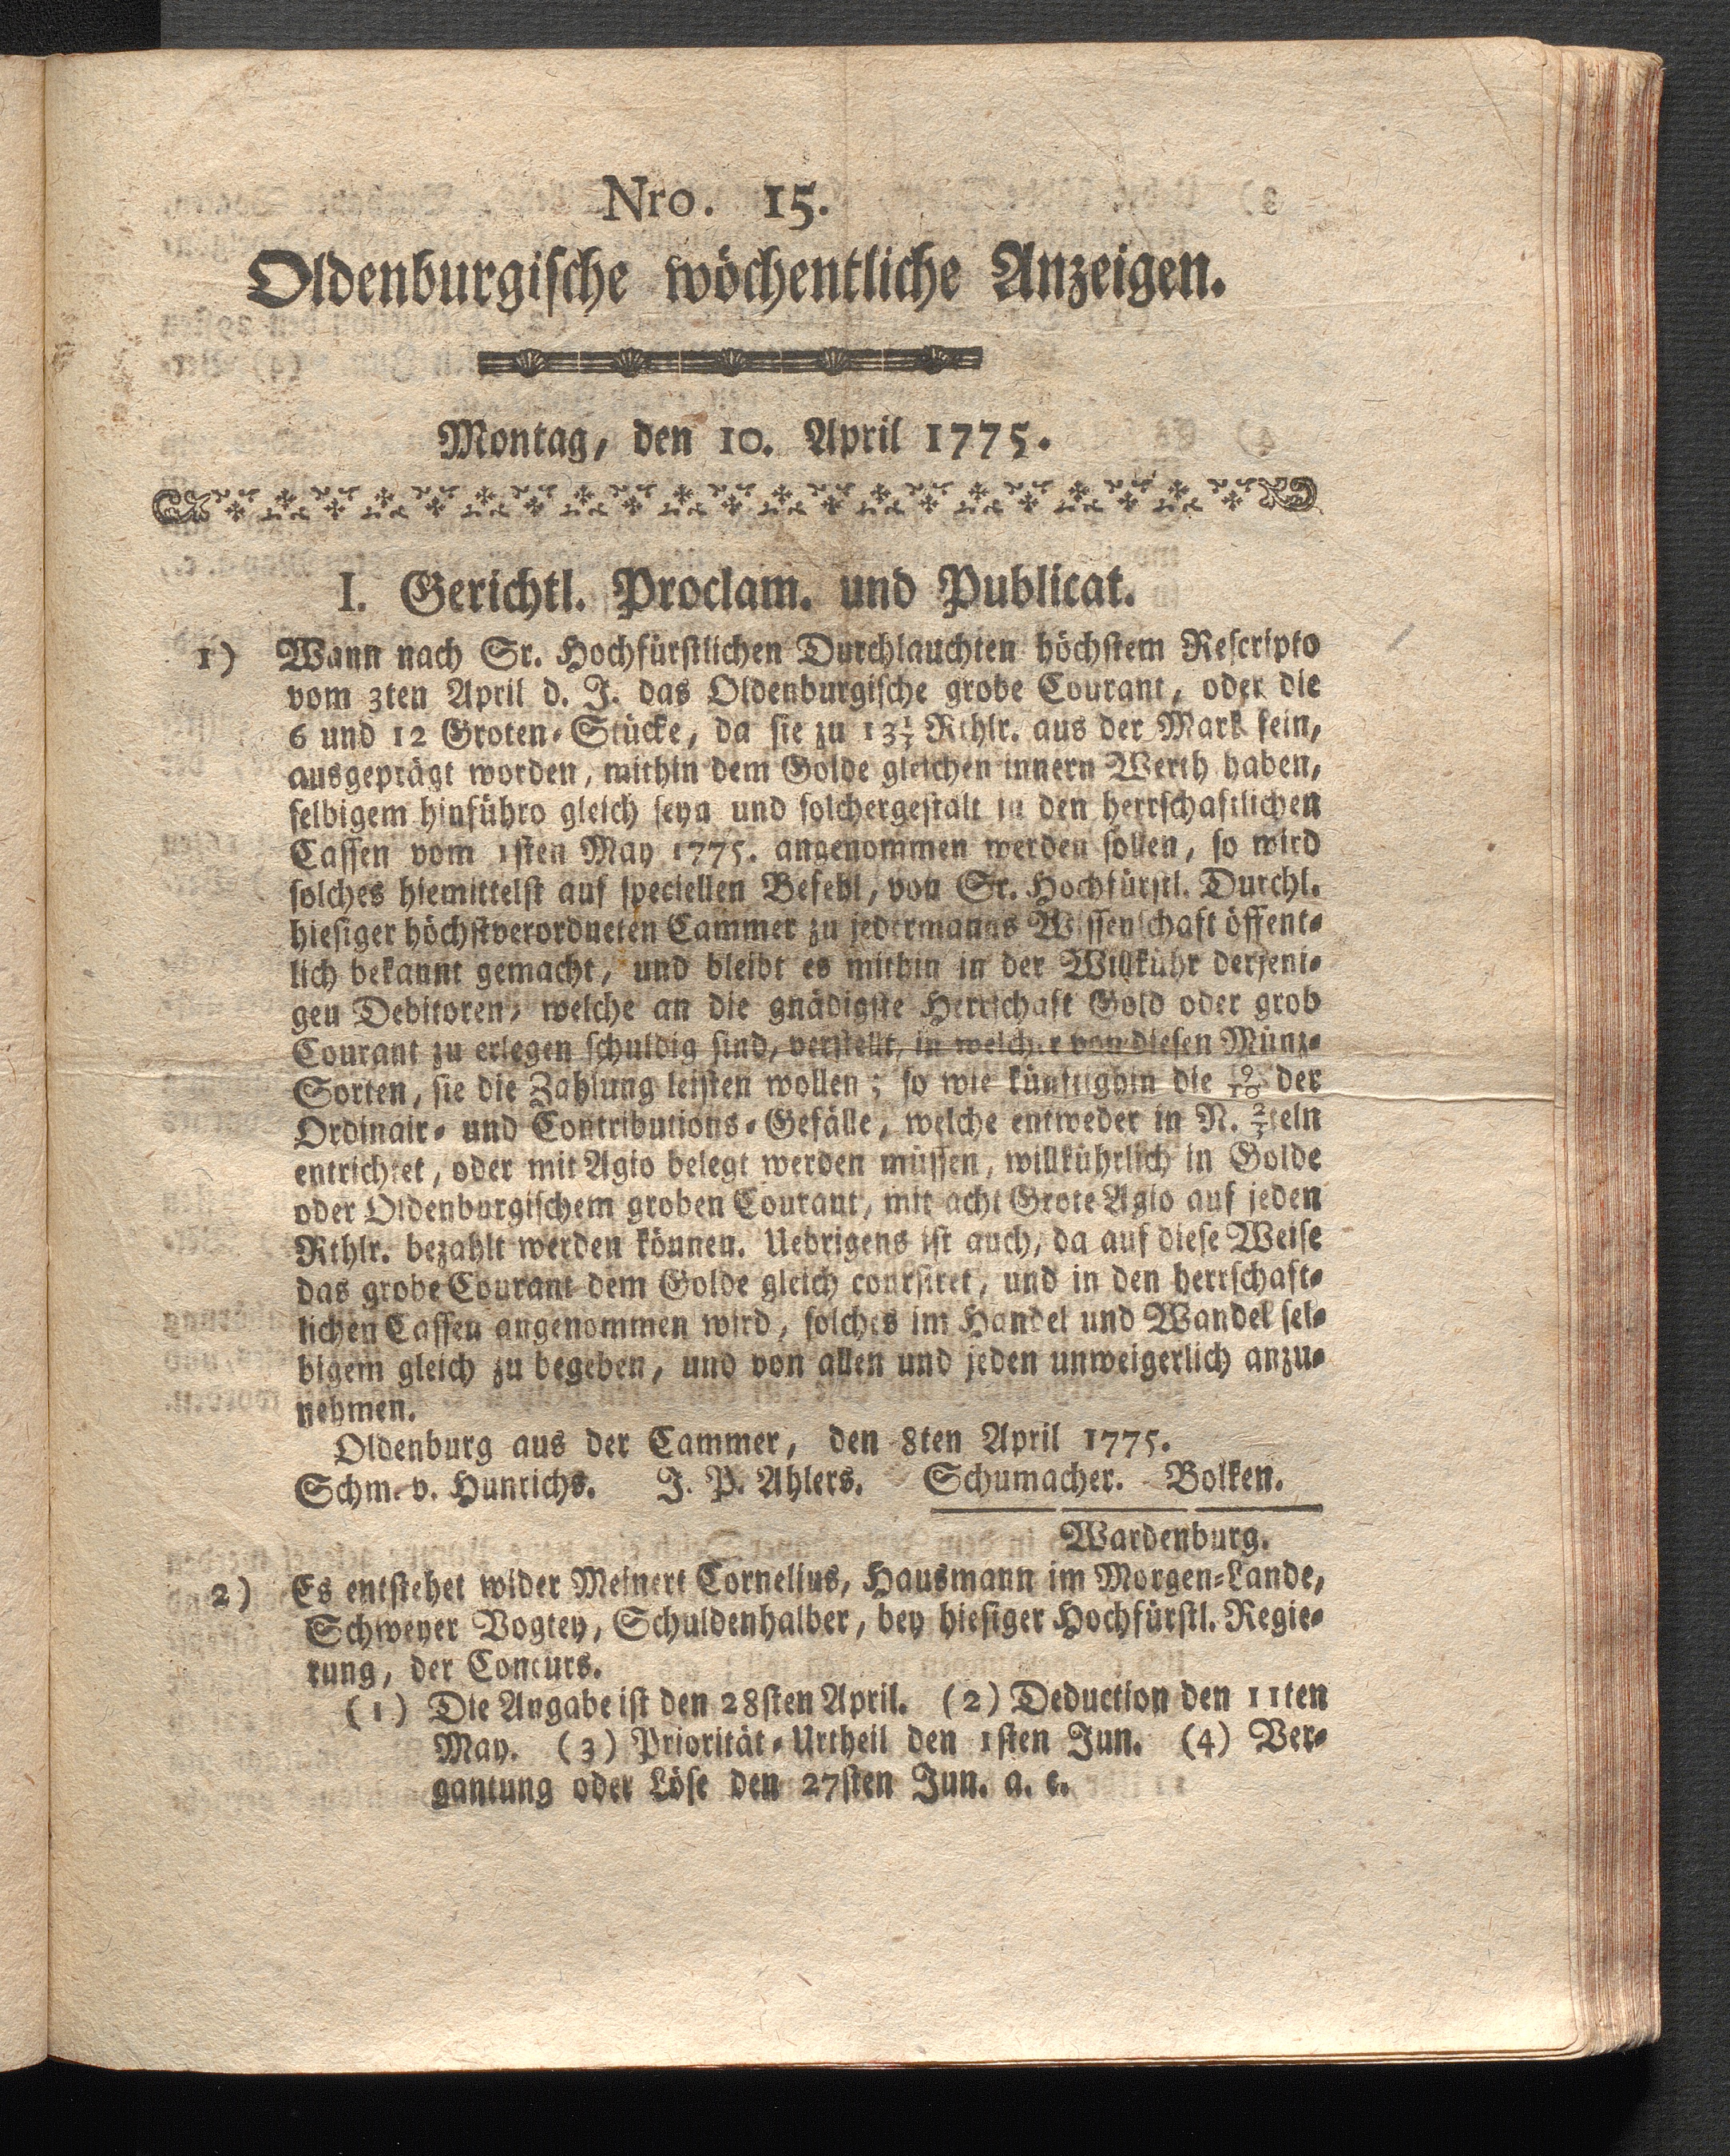 Nro. 15.
Oldenburgische wöchentliche Anzeigen.
Montag, den 10. April 1775.
I. Gerichtl. Proclam. und Publicat.
1) Wann nach Sr. Hochfürstlichen Durchlauchten höchstem Rescripto
vom 3ten April d. J. das Oldenburgische grobe Courant, oder die
6 und 12 Groten-Stücke, da sie zu 13⅓ Rthlr. aus der Mark fein,
ausgeprägt worden, mithin dem Golde gleichen innern Werth haben,
selbigem hinführo gleich seyn und solchergestalt in den herrschaftlichen
Cassen vom 1sten May 1775. angenommen werden sollen, so wird
solches hiemittelst auf speciellen Befehl, von Sr. Hochfürstl. Durchl.
hiesiger höchstverordneten Cammer zu jedermanns Wissenschaft öffent-
lich bekannt gemacht, und bleibt es mithin in der Willkühr derjeni-
gen Debitoren, welche an die gnädigste Herrschaft Gold oder grob
Courant zu erlegen schuldig sind, verstellt, in welcher von diesen Münz-
Sorten, sie die Zahlung leisten wollen; so wie künftighin die 9/10 der
Ordinair- und Contributions-Gefälle, welche entweder in N. ⅔teln
entrichtet, oder mit Agio belegt werden müssen, willkührlich in Golde
oder Oldenburgischem groben Courant, mit acht Grote Agio auf jeden
Rthlr. bezahlt werden können. Uebrigens ist auch, da auf diese Weise
das grobe Courant dem Golde gleich coursiret, und in den herrschaft-
lichen Cassen angenommen wird, solches im Handel und Wandel sel-
bigem gleich zu begeben, und von allen und jeden unweigerlich anzu-
nehmen.
Oldenburg aus der Cammer, den 8ten April 1775.
Schm. v. Hunrichs. J. P. Ahlers. Schumacher. Bolken.
Wardenburg.
2) Es entstehet wider Meinert Cornelius, Hausmann im Morgen-Lande,
Schweyer Vogtey, Schuldenhalber, bey hiesiger Hochfürstl. Regie-
rung, der Concurs.
(1) Die Angabe ist den 28sten April. (2) Deduction den 11ten
May. (3) Priorität-Urtheil den 1sten Jun. (4) Ver-
gantung oder Löse den 27sten Jun. a. c.